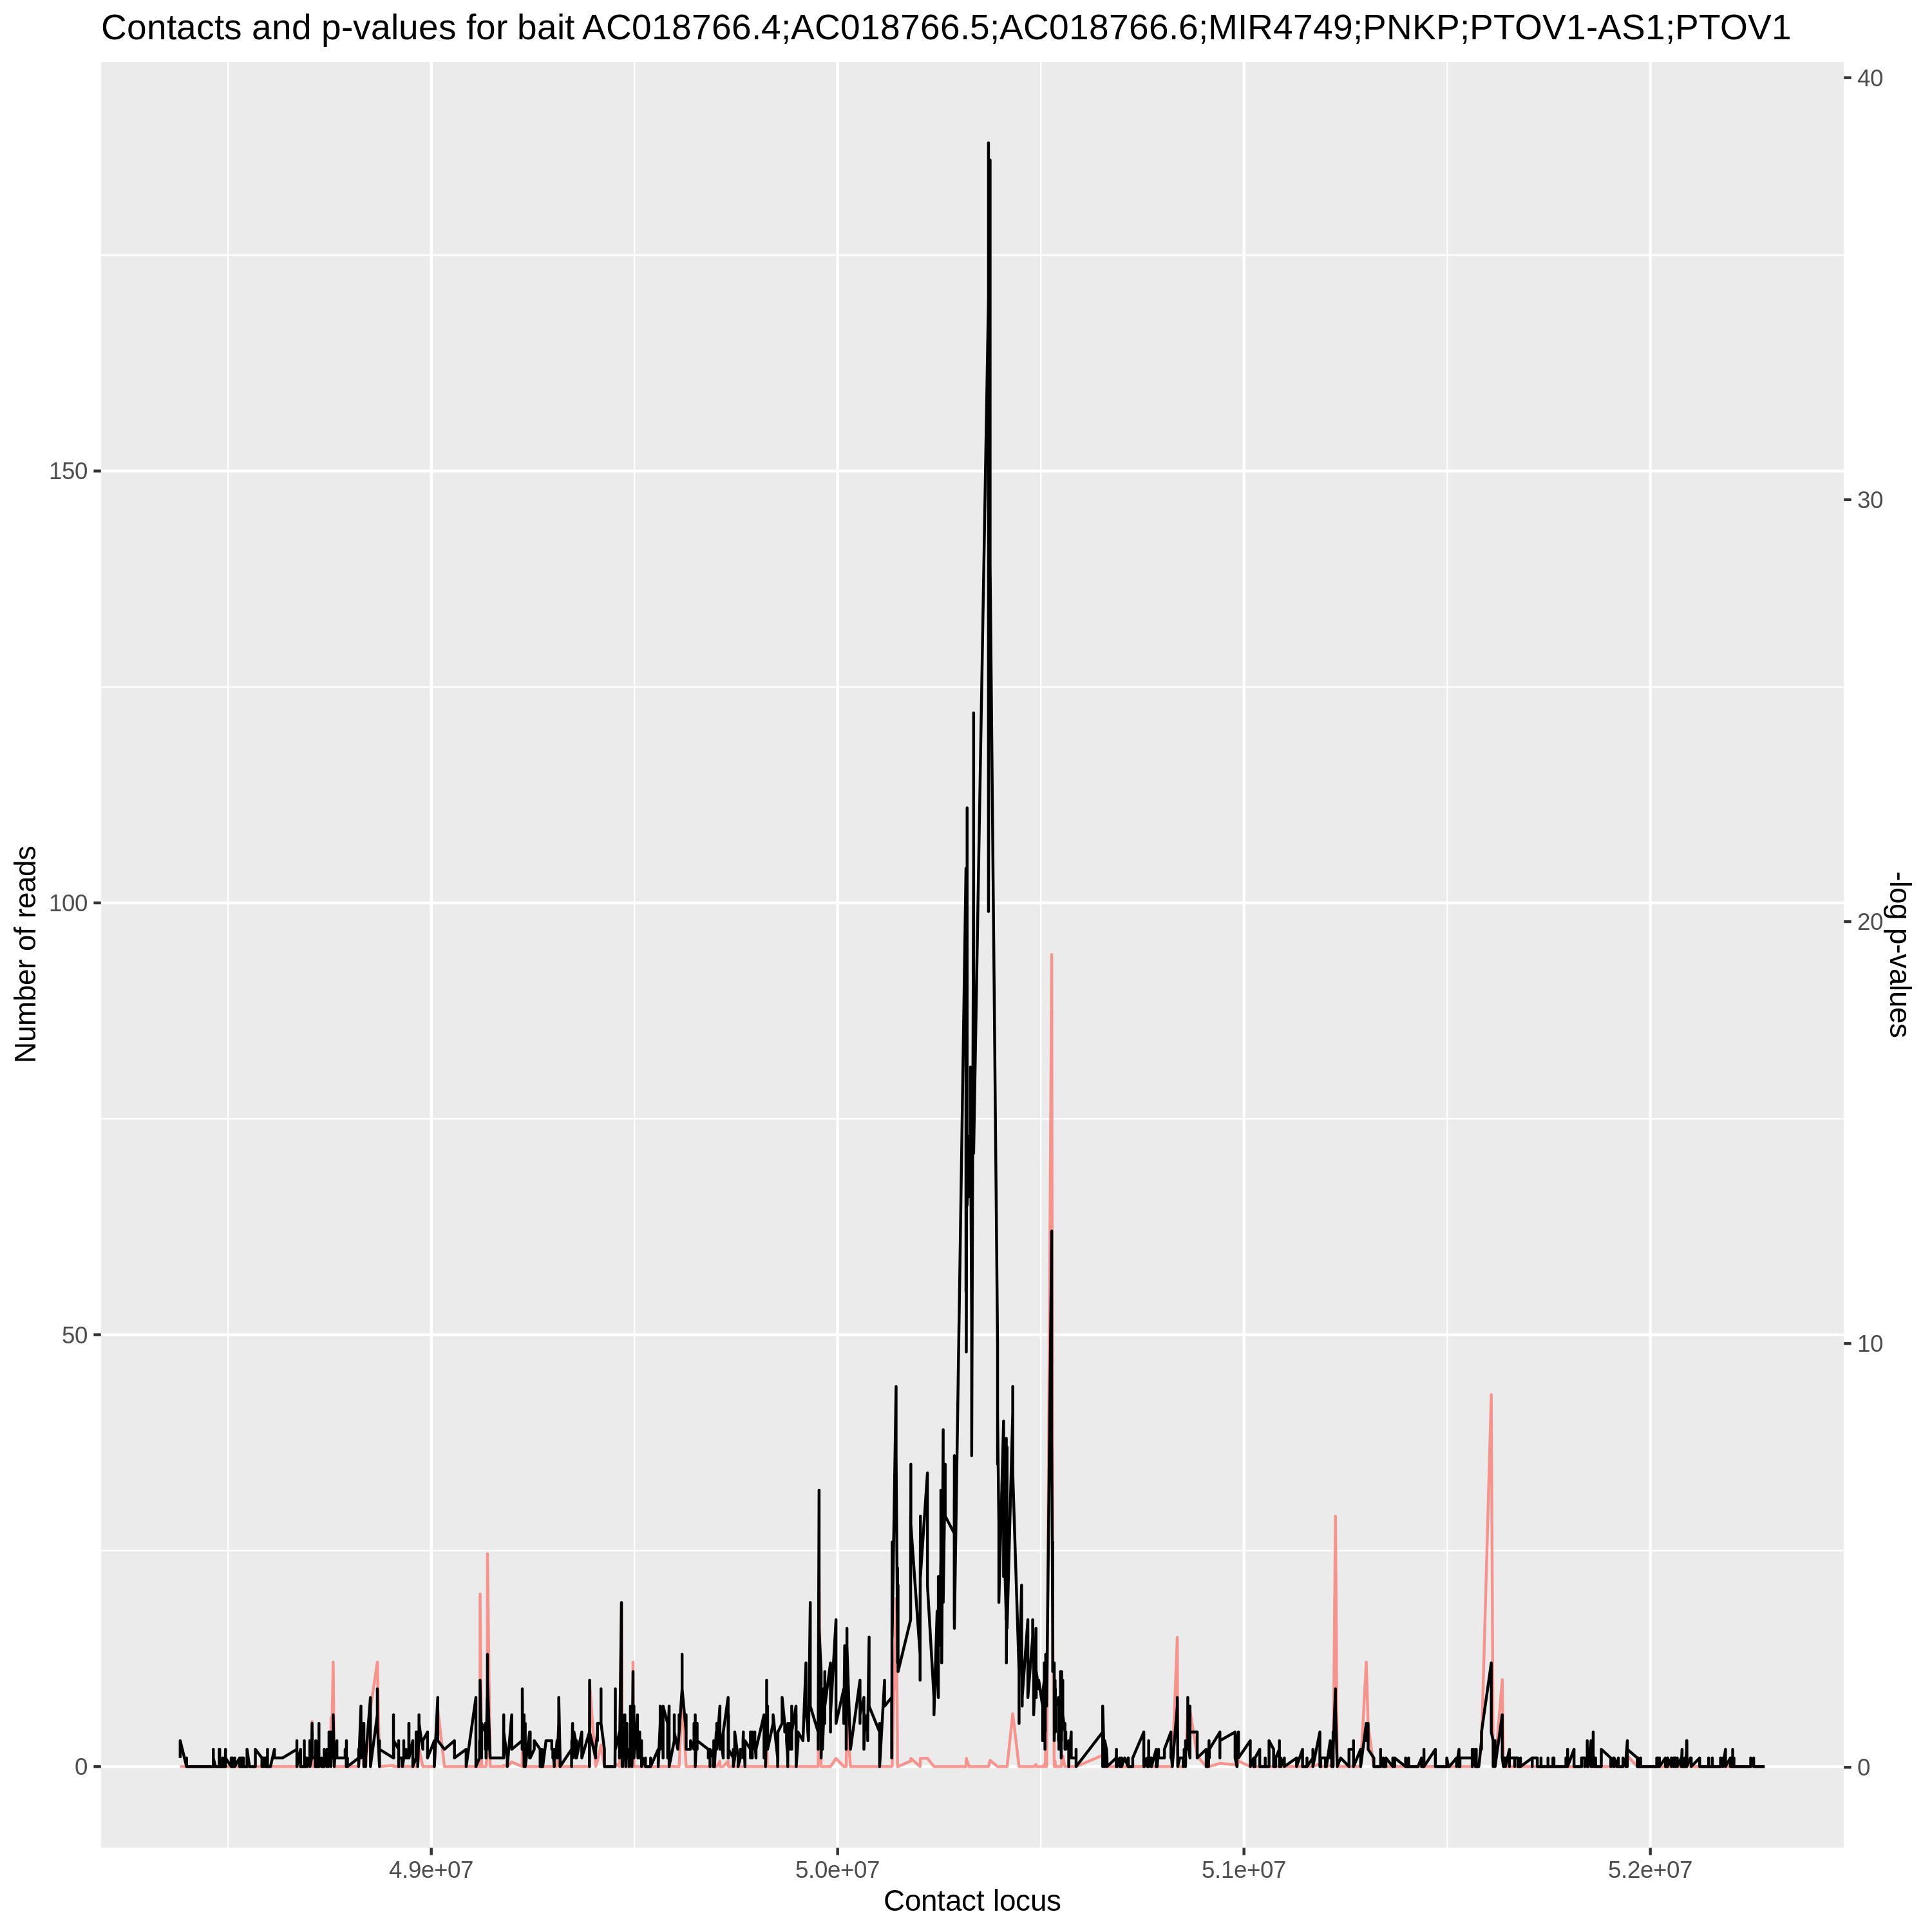 Contacts and p-values for bait AC018766.4;AC018766.5;AC018766.6;MIR4749;PNKP;PTOV1-AS1;PTOV1
Number of reads
150
100
50
0
40
30
20
10
0
-log p-values
4.9e+07 5.0e+07 5.1e+07 5.2e+07
Contact locus